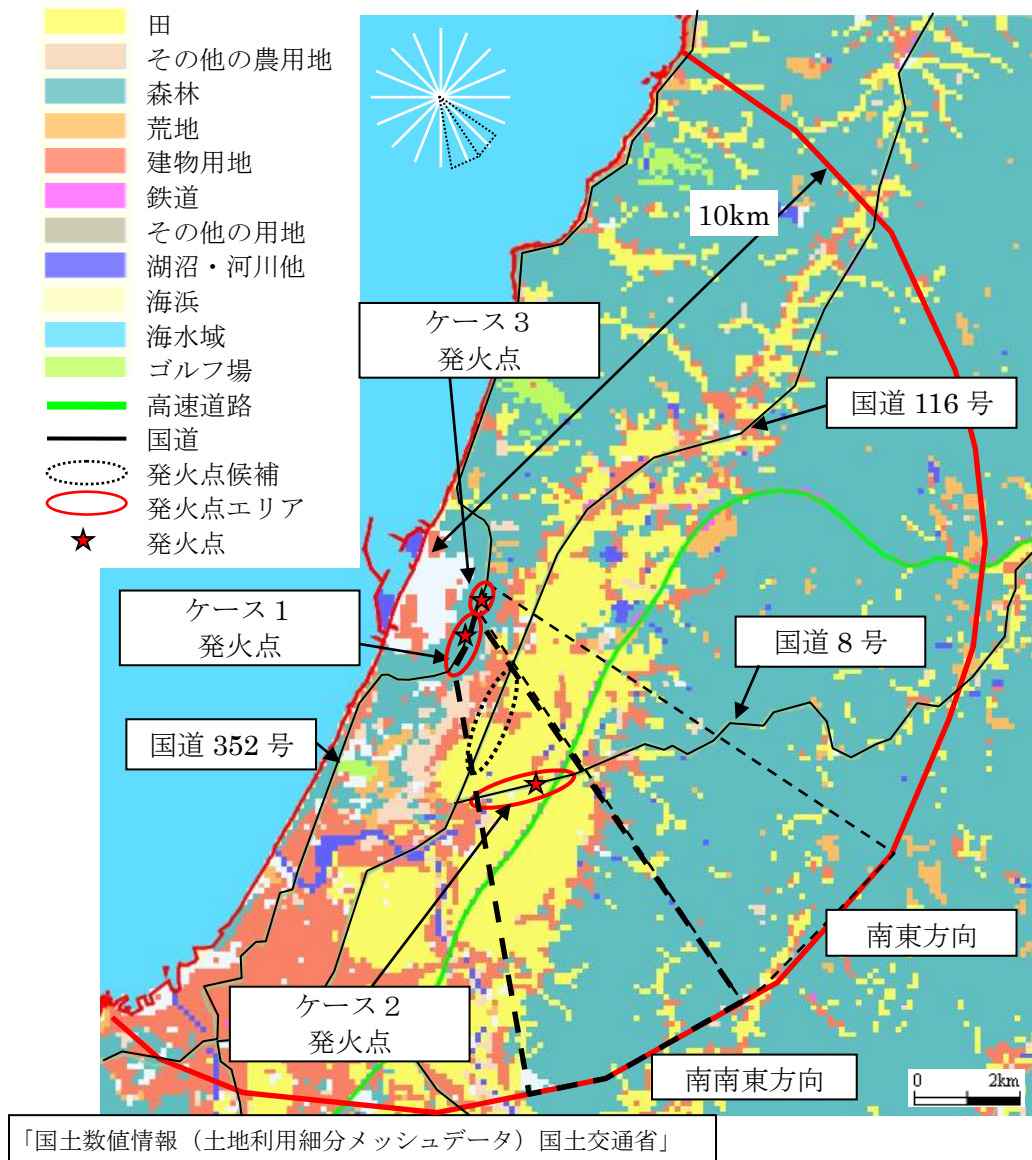 田
その他の農用地
森林
荒地
建物用地
鉄道
その他の用地
湖沼・河川他
海浜
海水域
ゴルフ場
高速道路
国道
発火点候補
発火点エリア
発火点
10km
ケース３
発火点
国道 116 号
ケース１
発火点
国道 8 号
国道 352 号
南東方向
ケース２
発火点
南南東方向
0 2km
「国土数値情報（土地利用細分メッシュデータ）国土交通省」